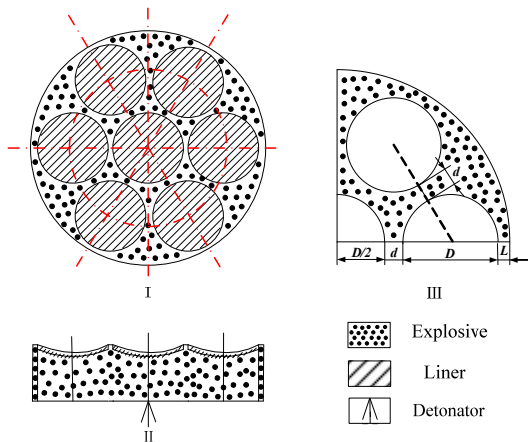 d
D/2 d D L
I
III
II
Explosive
Liner
Detonator